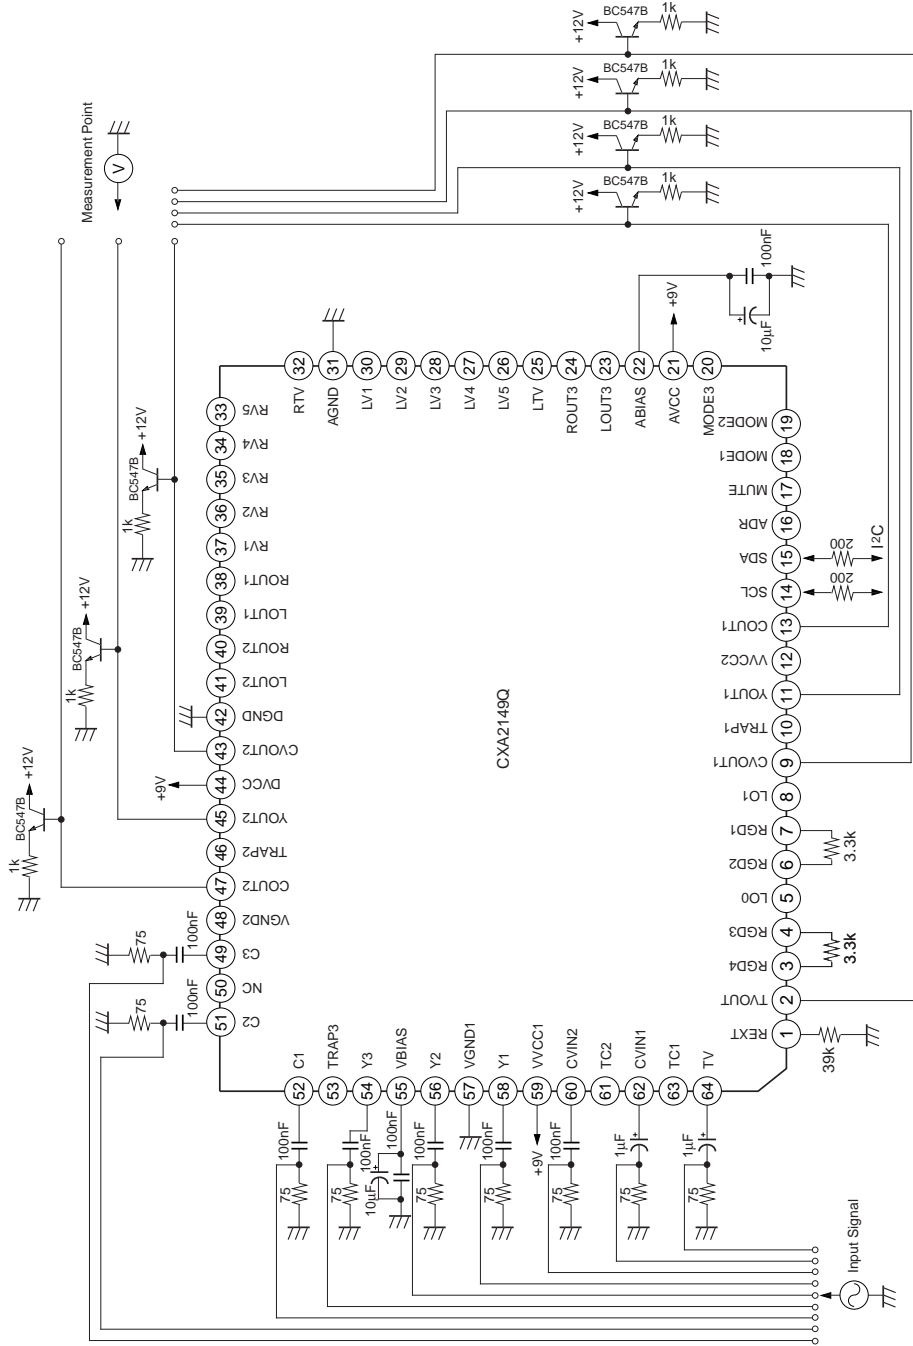 +12V
BC547B
1k
+12V
BC547B
1k
+12V
BC547B
1k
+12V
BC547B
1k
Measurement Point
V
100nF
10µF
+9V
+12V
BC547B
1k
+12V
BC547B
1k
+12V
BC547B
1k
+9V
32 RTV
31 AGND
30 LV1
29 LV2
28 LV3
27 LV4
26 LV5
25 LTV
24 ROUT3
23 LOUT3
22 ABIAS
21 AVCC
20 MODE3
33 RV5
34 RV4
35 RV3
36 RV2
37 RV1
38 ROUT1
39 LOUT1
40 ROUT2
41 LOUT2
42 DGND
43 CVOUT2
44 DVCC
45 YOUT2
46 TRAP2
47 COUT2
48 VGND2
49 C3
50 NC
51 C2
CXA2149Q
19 MODE2
18 MODE1
17 MUTE
16 ADR
15 SDA
14 SCL
13 COUT1
12 VVCC2
11 YOUT1
10 TRAP1
9 CVOUT1
8 LO1
7 RGD1
6 RGD2
5 LO0
4 RGD3
3 RGD4
2 TVOUT
1 REXT
200
200
I2C
3.3k
3.3k
39k
75
100nF
75
100nF
52 C1
53 TRAP3
54 Y3
55 VBIAS
56 Y2
57 VGND1
58 Y1
59 VVCC1
60 CVIN2
61 TC2
62 CVIN1
63 TC1
64 TV
100nF
75
100nF
75
100nF
10µF
100nF
75
100nF
75
+9V
100nF
75
1µF
75
1µF
75
Input Signal